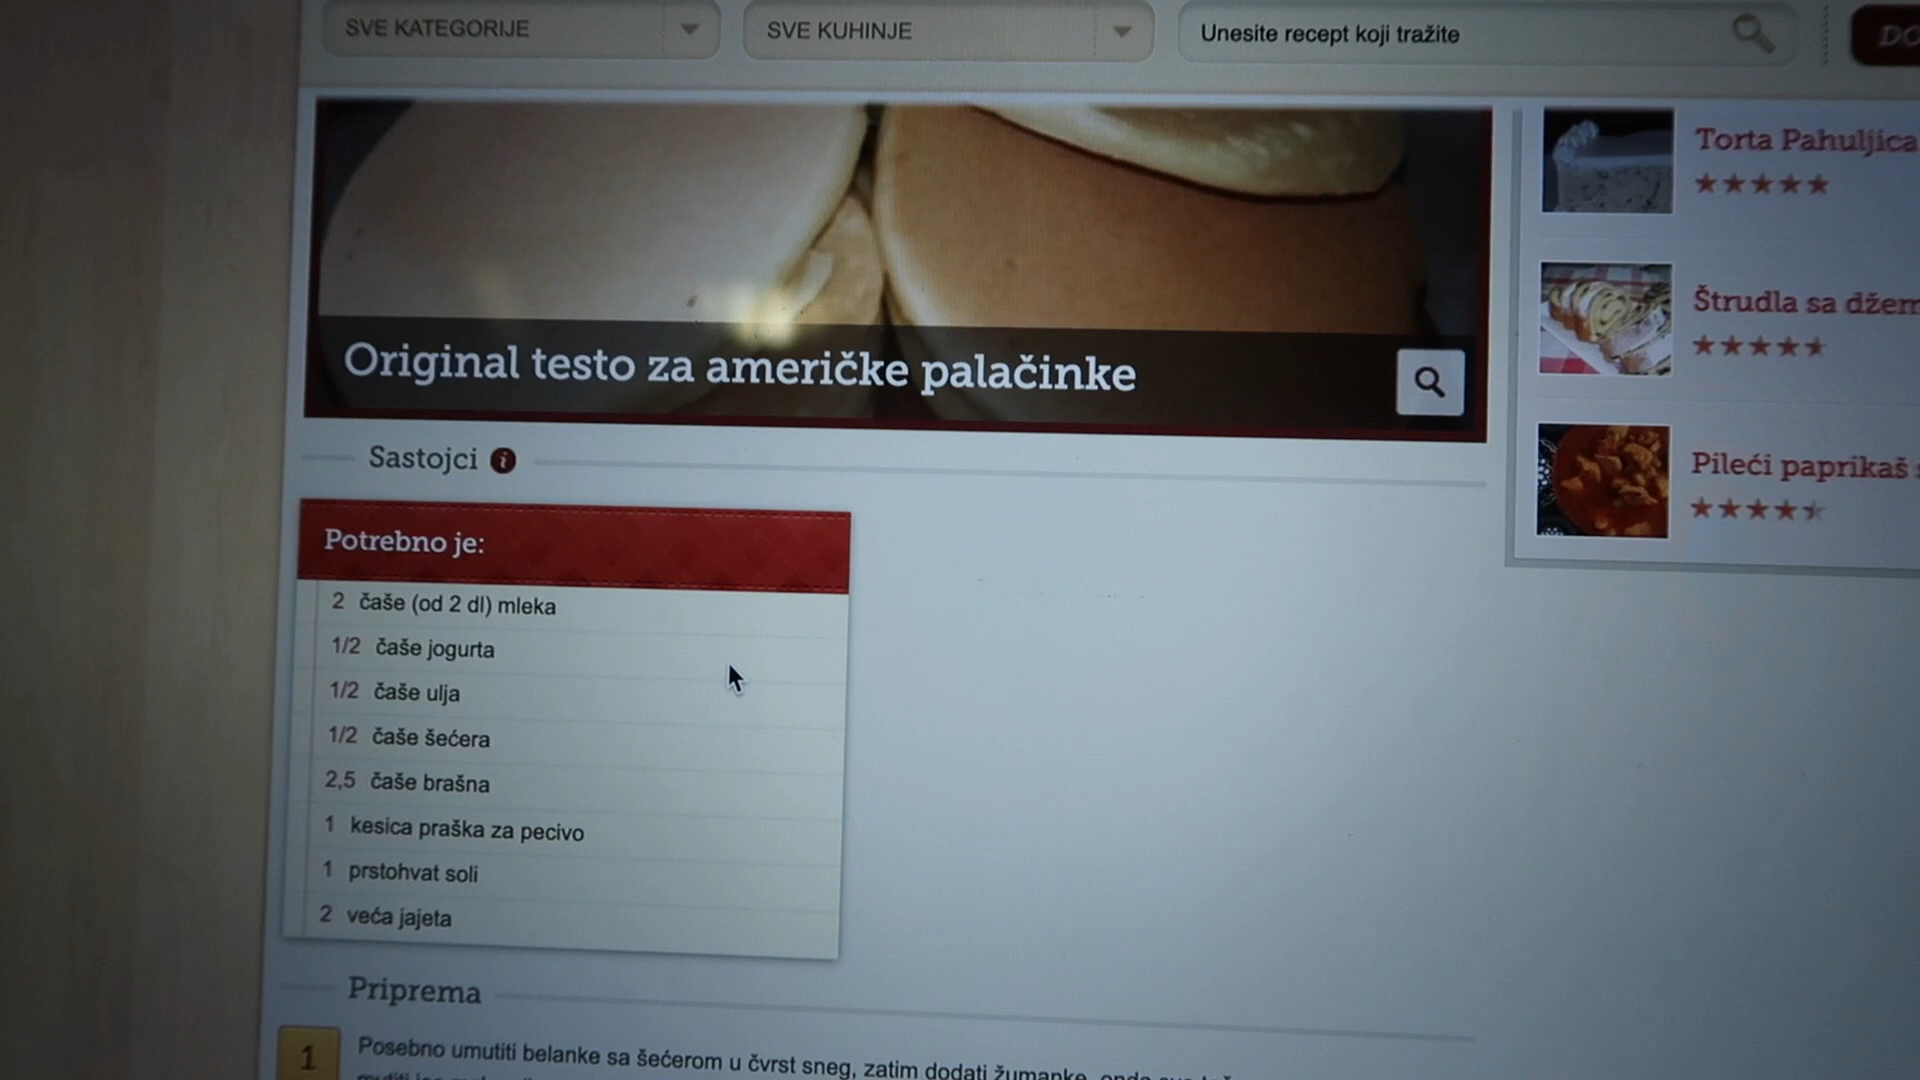 SVE KATEGORIJE
SVE KUHINJE
Unesite recept koji tražite
Original testo za američke palačinke
Torta Pahuljica
Štrudla sa
Pileći paprikaš
Sastojci
Potrebno je:
2 čaše (od 2 dl) mleka
1/2 čaše jogurta
1/2 čaše ulja
1/2 čaše šećera
2,5 čaše brašna
1 kesica praška za pecivo
1 prstohvat soli
2 veća jajeta
Priprema
1
Posebno umutiti belanke sa šećerom u čvrst sneg, zatim dodati žumanke,